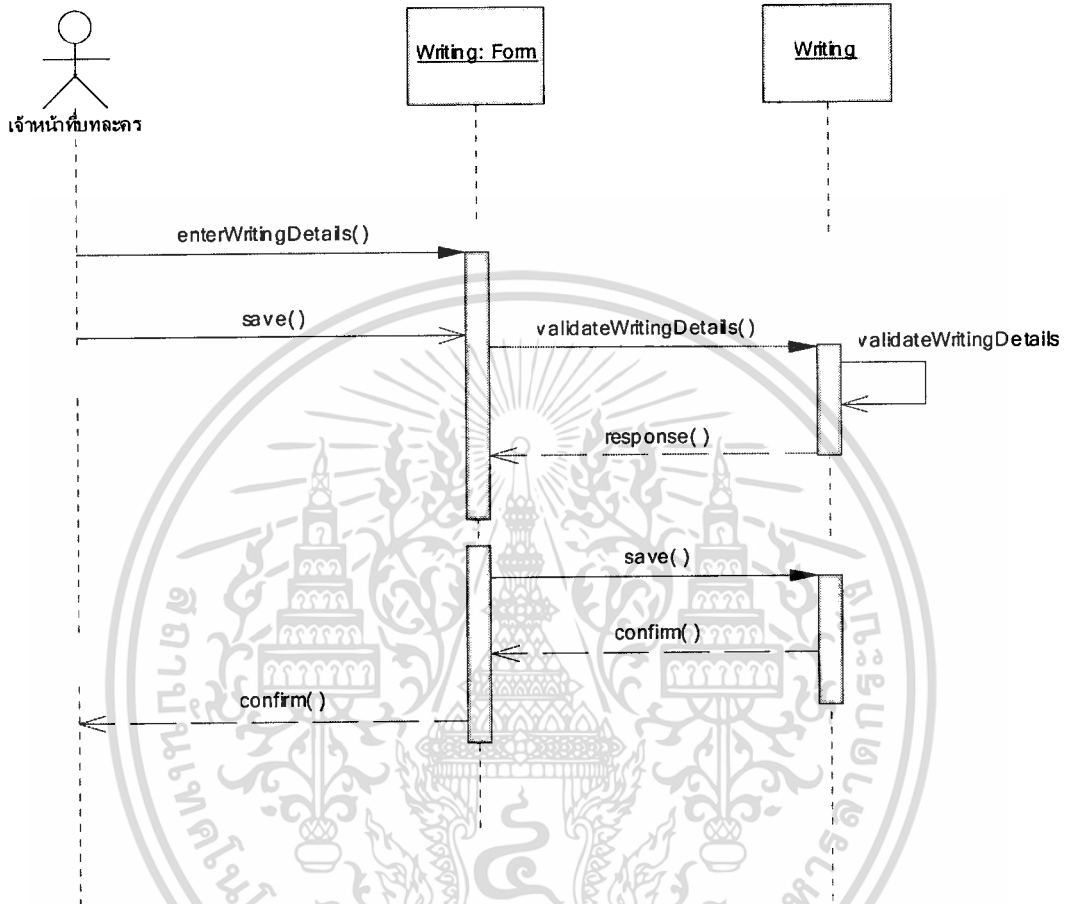 Writing: Form
Writing
เจ้าหน้าที่บทละคร
enterWritingDetails()
save()
validateWritingDetails()
validateWritingDetails
response()
save()
confirm()
confirm()